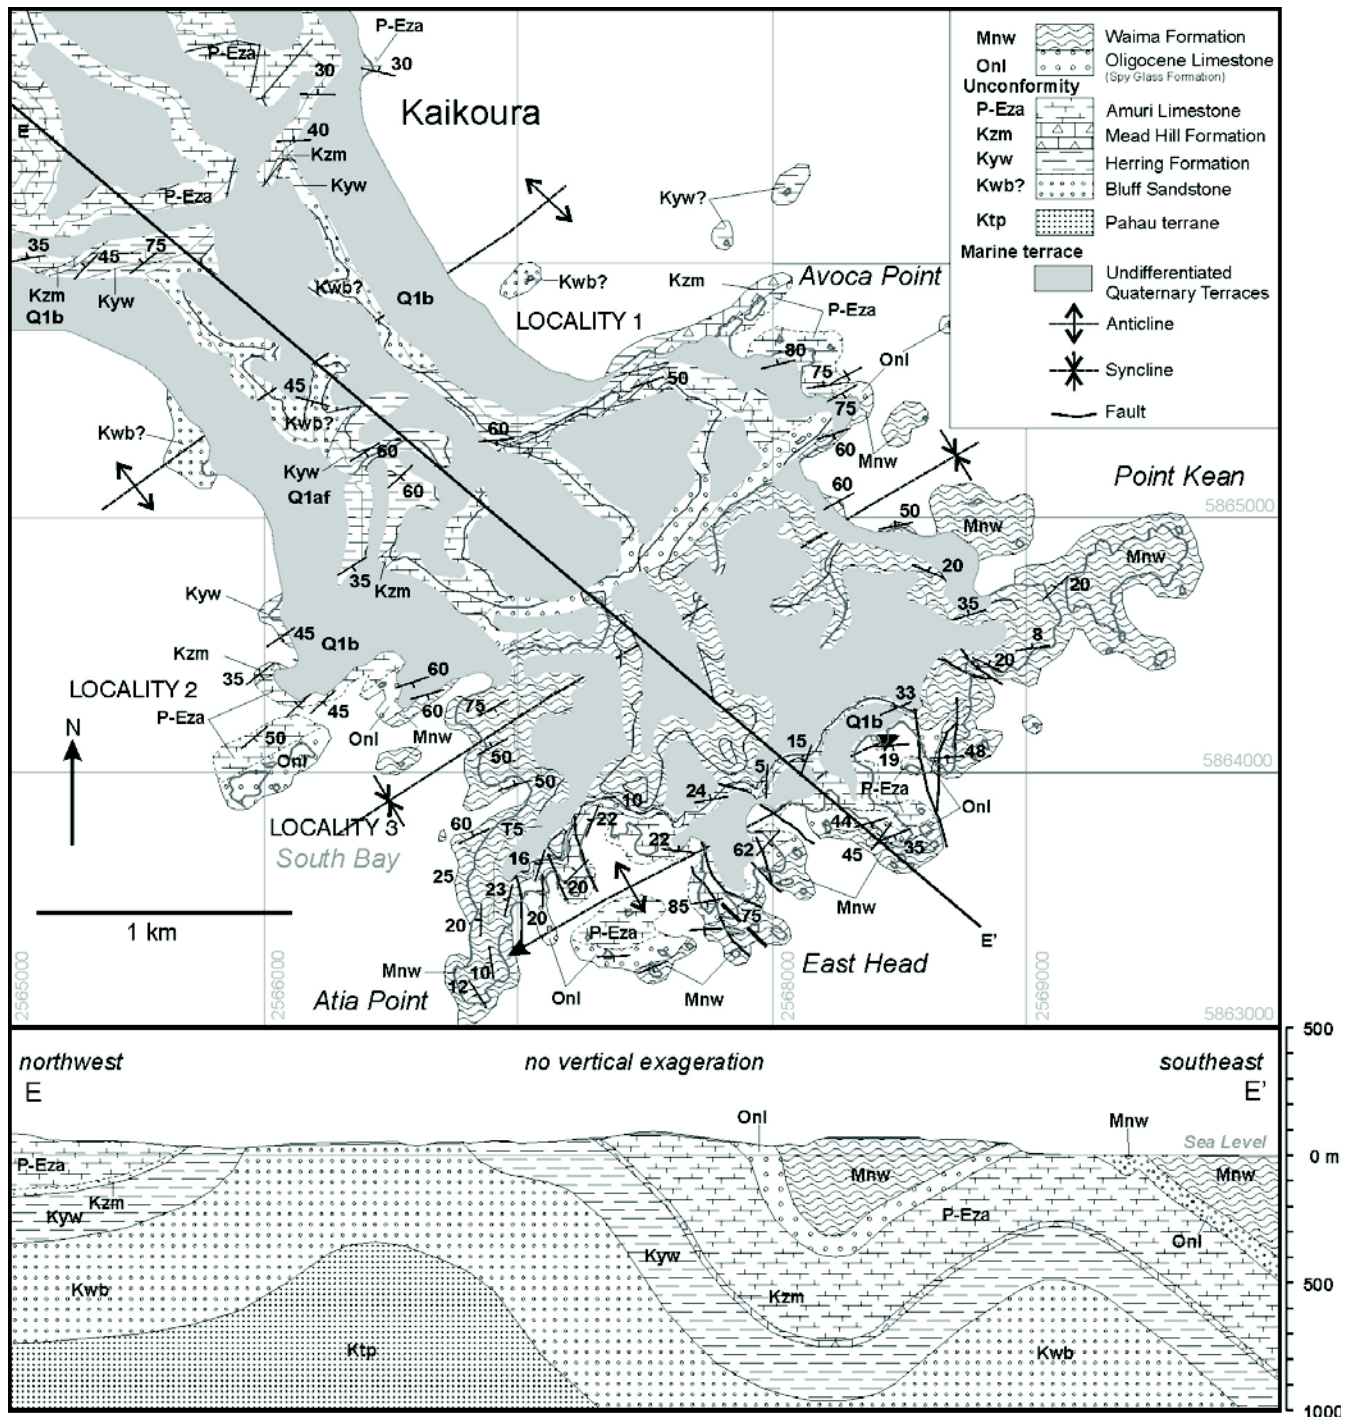 P-Eza
P-Eza
30
30
Kaikoura
E
40
Kzm
Kyw
P-Eza
Kyw?
35
45
75
Kzm
Q1b
Kyw
Kwb?
Q1b
Kwb?
Kzm
Avoca Point
P-Eza
LOCALITY 1
Onl
80
75
50
75
45
Kwb?
Kwb?
60
60
60
Mnw
Kyw
Q1af
60
60
50
Point Kean
5865000
Mnw
Mnw
35
Kzm
20
20
Kyw
35
45
Q1b
8
Kzm
35
20
60
LOCALITY 2
P-Eza
45
60
75
33
Q1b
N
50
Onl
Onl
Mnw
50
15
19
48
5864000
50
5
P-Eza
24
10
Onl
LOCALITY 3
60
T5
22
22
44
South Bay
16
62
45
35
25
23
20
1 km
20
20
85
75
Mnw
P-Eza
E'
Mnw
10
12
East Head
Atia Point
Onl
Mnw
2565000
2566000
2568000
2569000
5863000
Mnw Waima Formation
Onl Oligocene Limestone
(Spy Glass Formation)
Unconformity
P-Eza Amuri Limestone
Kzm Mead Hill Formation
Kyw Herring Formation
Kwb? Bluff Sandstone
Ktp Pahau terrane
Marine terrace
Undifferentiated
Quaternary Terraces
Anticline
Syncline
Fault
northwest no vertical exageration southeast
E E'
500
Onl
Mnw
Sea Level
0 m
P-Eza
Mnw
Mnw
Kzm
Kyw
P-Eza
Onl
Kyw
500
Kwb
Kzm
Ktp
Kwb
1000